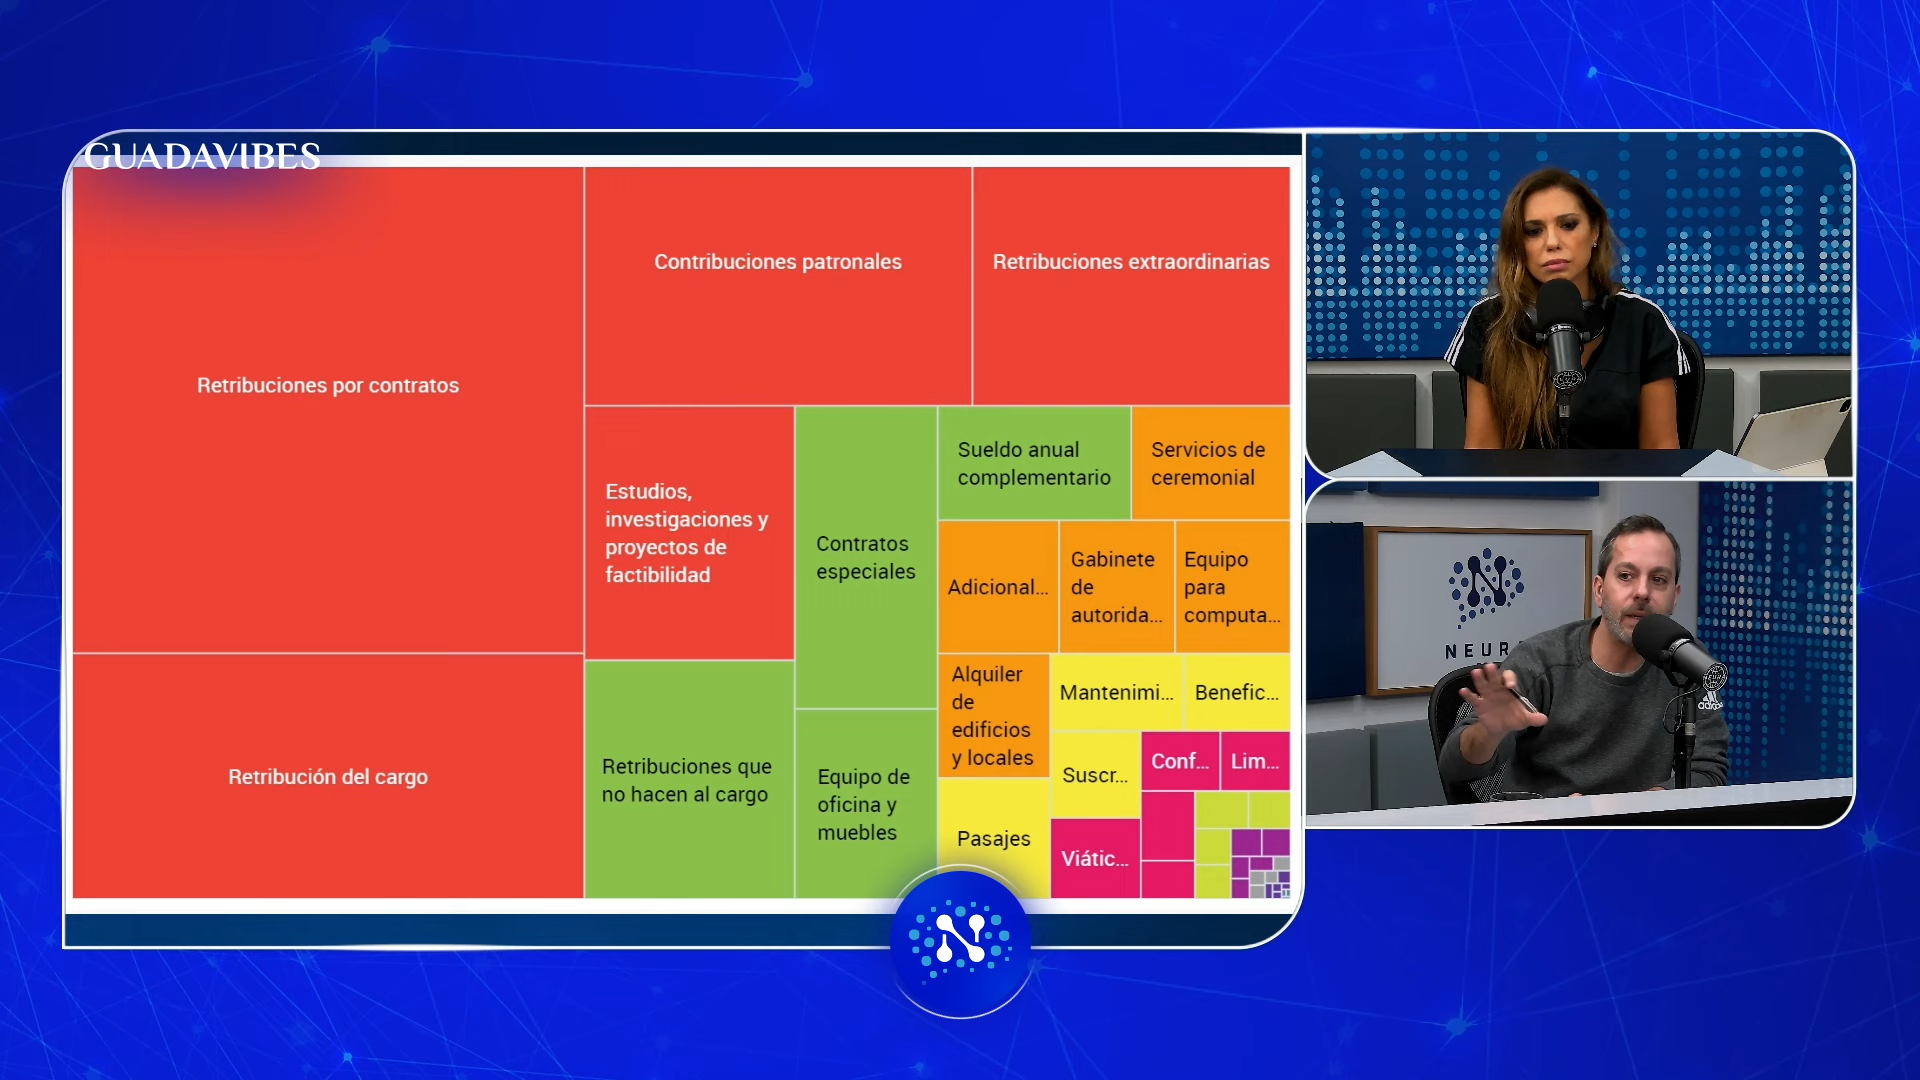 GUADAVIBES
Retribuciones por contratos
Contribuciones patronales
Retribuciones extraordinarias
Retribución del cargo
Estudios,
investigaciones y
proyectos de
factibilidad
Retribuciones que
no hacen al cargo
Contratos
especiales
Equipo de
oficina y
muebles
Sueldo anual
complementario
Servicios de
ceremonial
Adicional...
Gabinete
de
autorida...
Equipo
para
computa...
Alquiler
de
edificios
y locales
Mantenimi...
Benefic...
Pasajes
Suscr...
Conf...
Lim...
Viátic...
N
NEUR
adidas